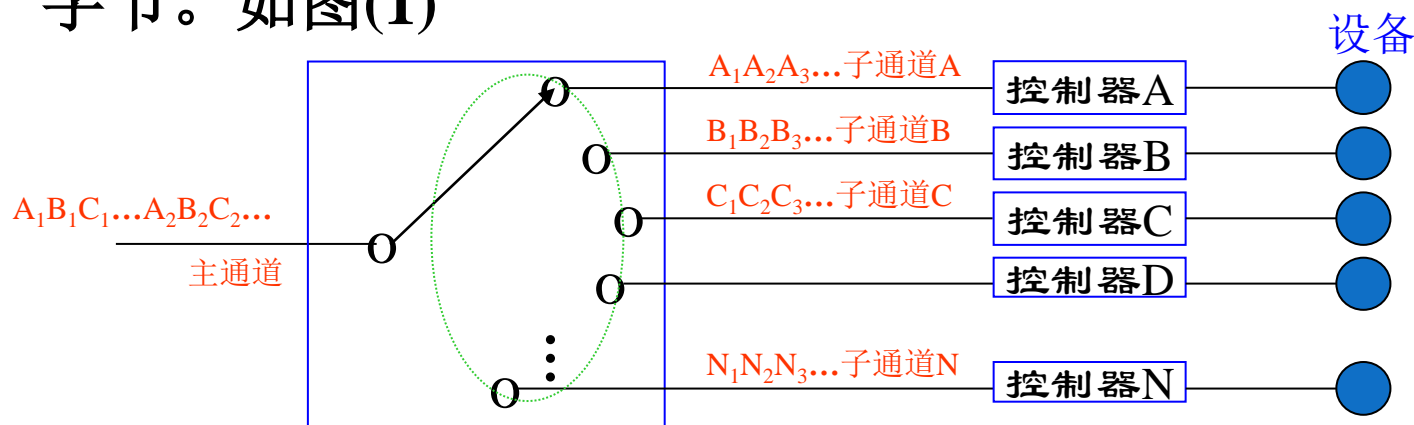 字节。如图(1)
设备
A₁A₂A₃...子通道A
控制器A
B₁B₂B₃...子通道B
控制器B
C₁C₂C₃...子通道C
控制器C
A₁B₁C₁...A₂B₂C₂...
主通道
控制器D
N₁N₂N₃...子通道N
控制器N